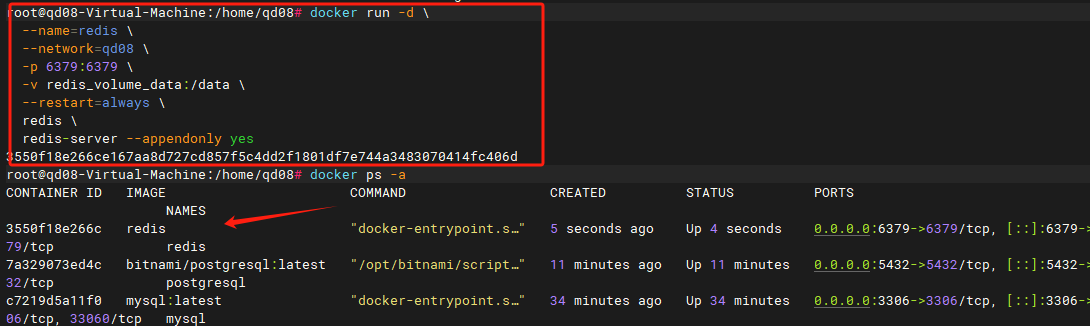 root@qd08-Virtual-Machine:/home/qd08# docker run -d \
--name=redis \
--network=qd08 \
-p 6379:6379 \
-v redis_volume_data:/data \
--restart=always \
redis \
redis-server --appendonly yes
3550f18e266ce167aa8d727cd857f5c4dd2f1801df7e744a3483070414fc406d
root@qd08-Virtual-Machine:/home/qd08# docker ps -a
CONTAINER ID   IMAGE                       COMMAND                  CREATED          STATUS          PORTS
NAMES
3550f18e266c   redis                       "docker-entrypoint.s…"   5 seconds ago    Up 4 seconds    0.0.0.0:6379->6379/tcp, [::]:6379->
79/tcp              redis
7a329073ed4c   bitnami/postgresql:latest   "/opt/bitnami/script…"   11 minutes ago   Up 11 minutes   0.0.0.0:5432->5432/tcp, [::]:5432->
32/tcp              postgresql
c7219d5a11f0   mysql:latest                "docker-entrypoint.s…"   34 minutes ago   Up 34 minutes   0.0.0.0:3306->3306/tcp, [::]:3306->
06/tcp, 33060/tcp   mysql